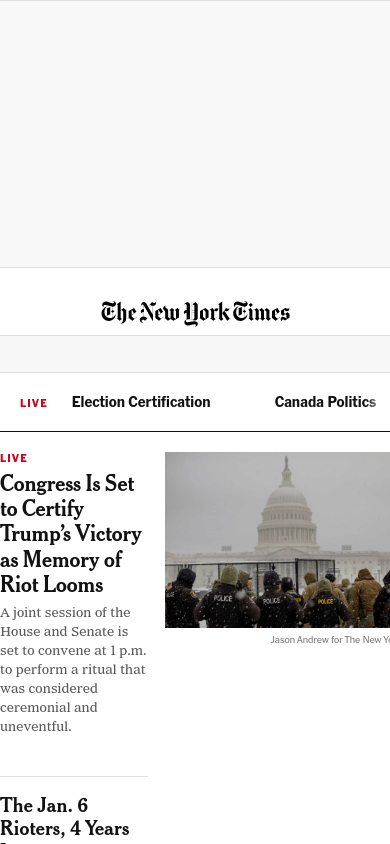 The New York Times
LIVE Election Certification Canada Politics
LIVE
Congress Is Set
to Certify
Trump's Victory
as Memory of
Riot Looms
A joint session of the
House and Senate is
set to convene at 1 p.m.
to perform a ritual that
was considered
ceremonial and
uneventful.
POLICE
POLICE
POLICE
Jason Andrew for The New
The Jan. 6
Rioters, 4 Years